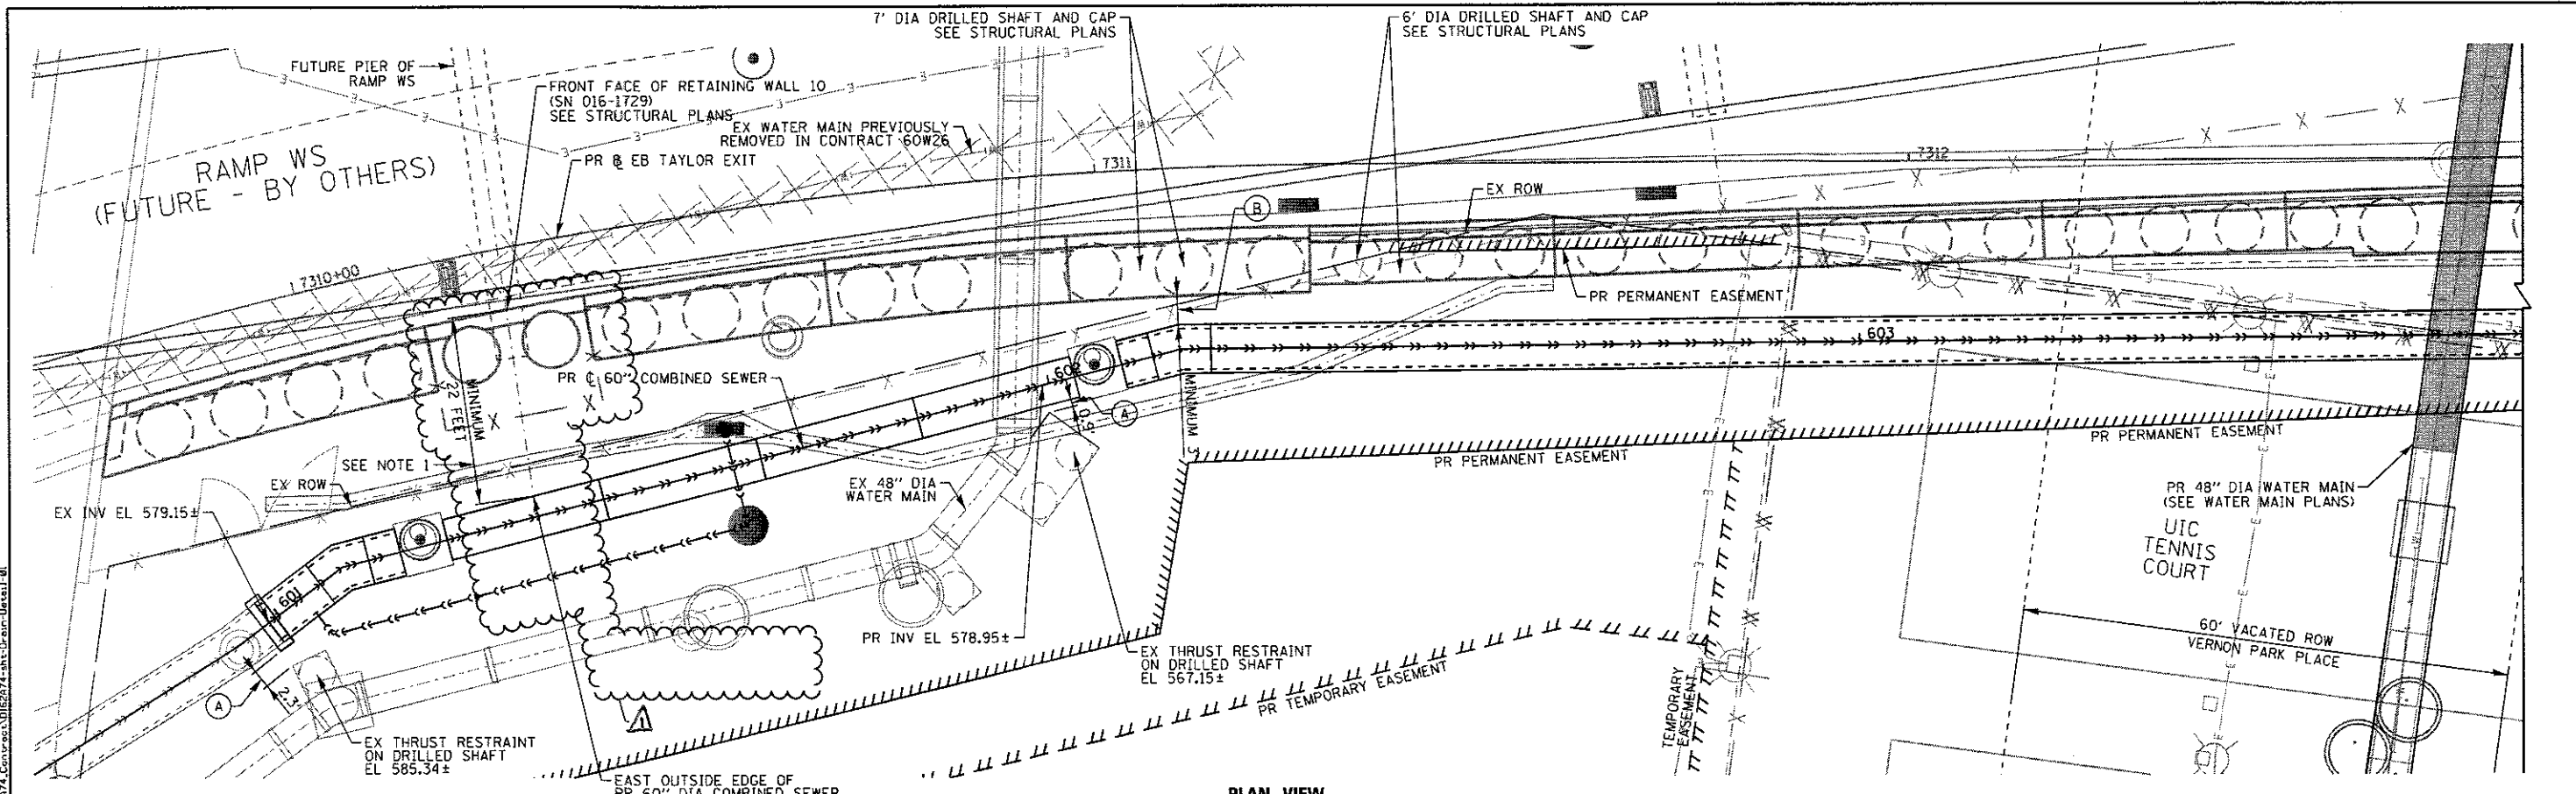 7' DIA DRILLED SHAFT AND CAP
SEE STRUCTURAL PLANS
6' DIA DRILLED SHAFT AND CAP
SEE STRUCTURAL PLANS
FUTURE PIER OF
RAMP WS
FRONT FACE OF RETAINING WALL 10
(SN 016-1729)
SEE STRUCTURAL PLANS
EX WATER MAIN PREVIOUSLY
REMOVED IN CONTRACT 60W26
PR ℄ EB TAYLOR EXIT
RAMP WS
(FUTURE - BY OTHERS)
7310+00
7311
7312
B
EX ROW
PR PERMANENT EASEMENT
MINIMUM
22 FEET
PR ℄ 60" COMBINED SEWER
602
603
A
MINIMUM
SEE NOTE 1
EX ROW
EX INV EL 579.15±
601
EX 48" DIA
WATER MAIN
PR PERMANENT EASEMENT
PR PERMANENT EASEMENT
PR 48" DIA WATER MAIN
(SEE WATER MAIN PLANS)
UIC
TENNIS
COURT
60' VACATED ROW
VERNON PARK PLACE
PR INV EL 578.95±
EX THRUST RESTRAINT
ON DRILLED SHAFT
EL 567.15±
PR TEMPORARY EASEMENT
TEMPORARY
EASEMENT
A
2.3'
1
EX THRUST RESTRAINT
ON DRILLED SHAFT
EL 585.34±
EAST OUTSIDE EDGE OF
PR 60" DIA COMBINED SEWER
PLAN VIEW